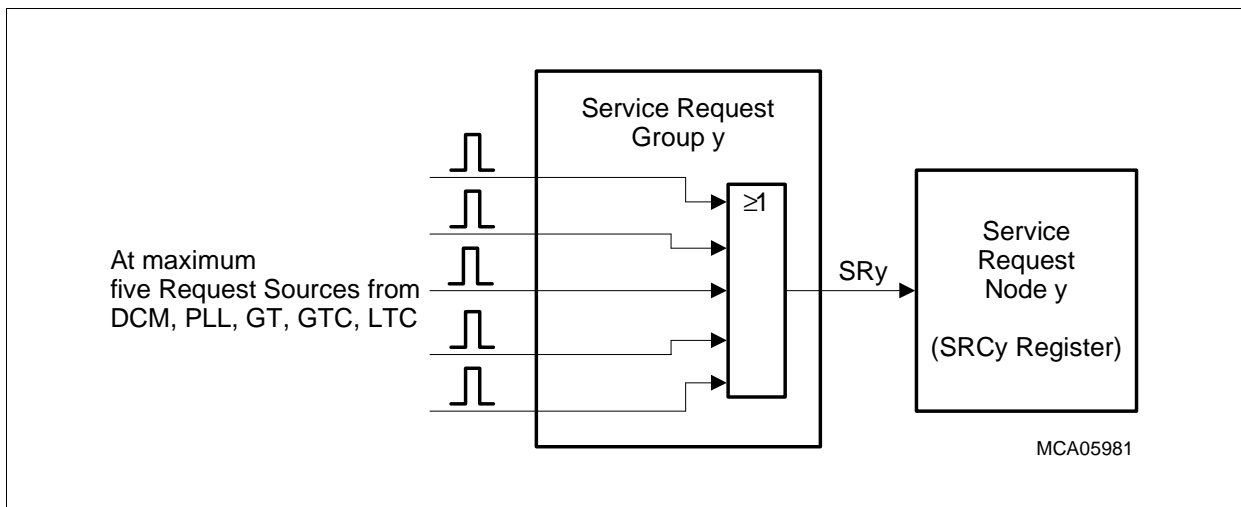 Service Request
Group y
≥1
At maximum
five Request Sources from
DCM, PLL, GT, GTC, LTC
SRy
Service
Request
Node y
(SRCy Register)
MCA05981